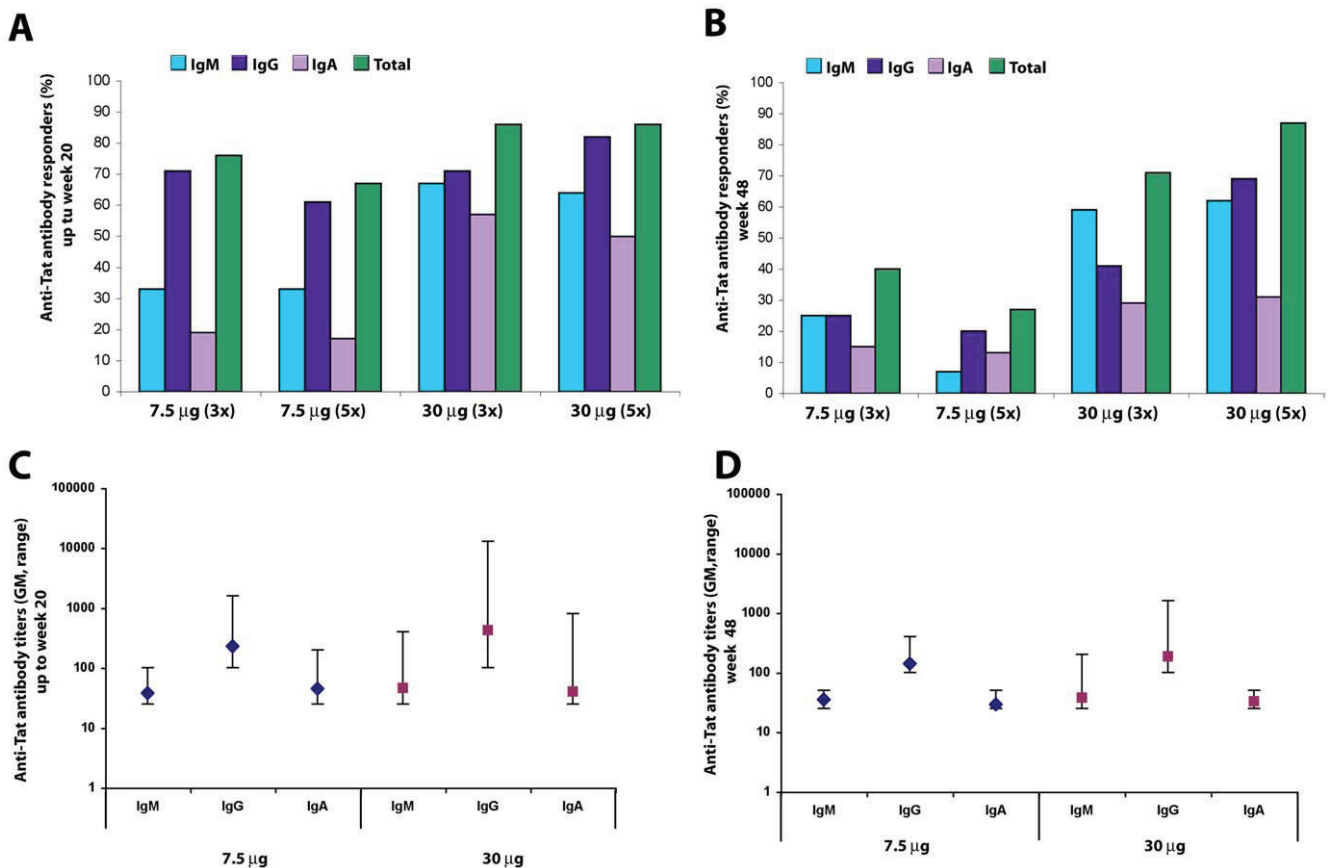 A
IgM IgG IgA Total
Anti-Tat antibody responders (%)
up tu week 20
100
90
80
70
60
50
40
30
20
10
0
7.5 μg (3x) 7.5 μg (5x) 30 μg (3x) 30 μg (5x)
B
IgM IgG IgA Total
Anti-Tat antibody responders (%)
week 48
100
90
80
70
60
50
40
30
20
10
0
7.5 μg (3x) 7.5 μg (5x) 30 μg (3x) 30 μg (5x)
C
Anti-Tat antibody titers (GM, range)
up to week 20
100000
10000
1000
100
10
1
IgM IgG IgA IgM IgG IgA
7.5 μg 30 μg
D
Anti-Tat antibody titers (GM,range)
week 48
100000
10000
1000
100
10
1
IgM IgG IgA IgM IgG IgA
7.5 μg 30 μg